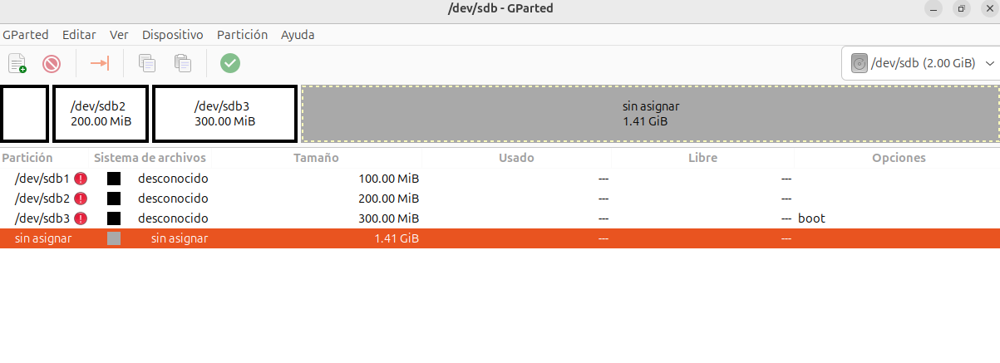 /dev/sdb - GParted
GParted Editar Ver Dispositivo Partición Ayuda
/dev/sdb (2.00 GiB)
/dev/sdb2
200.00 MiB
/dev/sdb3
300.00 MiB
sin asignar
1.41 GiB
Partición Sistema de archivos Tamaño Usado Libre Opciones
/dev/sdb1 desconocido 100.00 MiB --- ---
/dev/sdb2 desconocido 200.00 MiB --- ---
/dev/sdb3 desconocido 300.00 MiB --- --- boot
sin asignar sin asignar 1.41 GiB --- ---